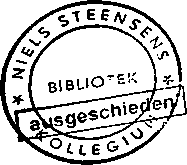 NIELS STEENSENS
BIBLIOTEK
ausgeschieden
KOLLEGIUM